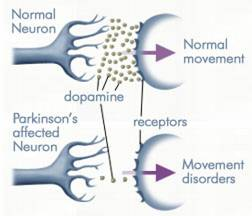 Normal
Neuron
Normal
movement
dopamine
receptors
Parkinson's
affected
Neuron
Movement
disorders